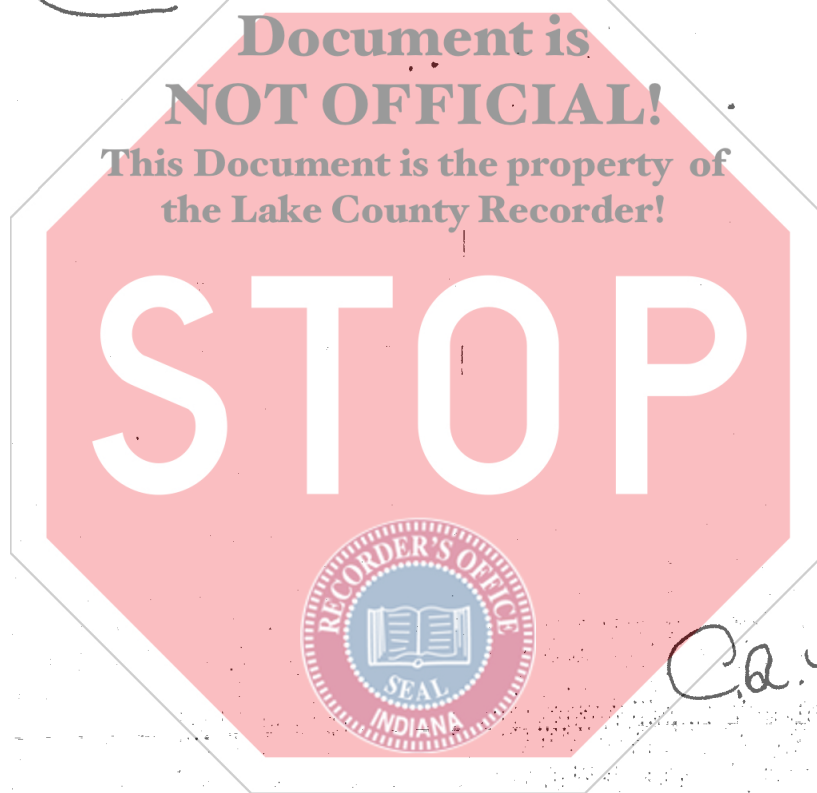 Document is
NOT OFFICIAL!
This Document is the property of
the Lake County Recorder!
STOP
RECORDER'S OFFICE
SEAL
INDIANA